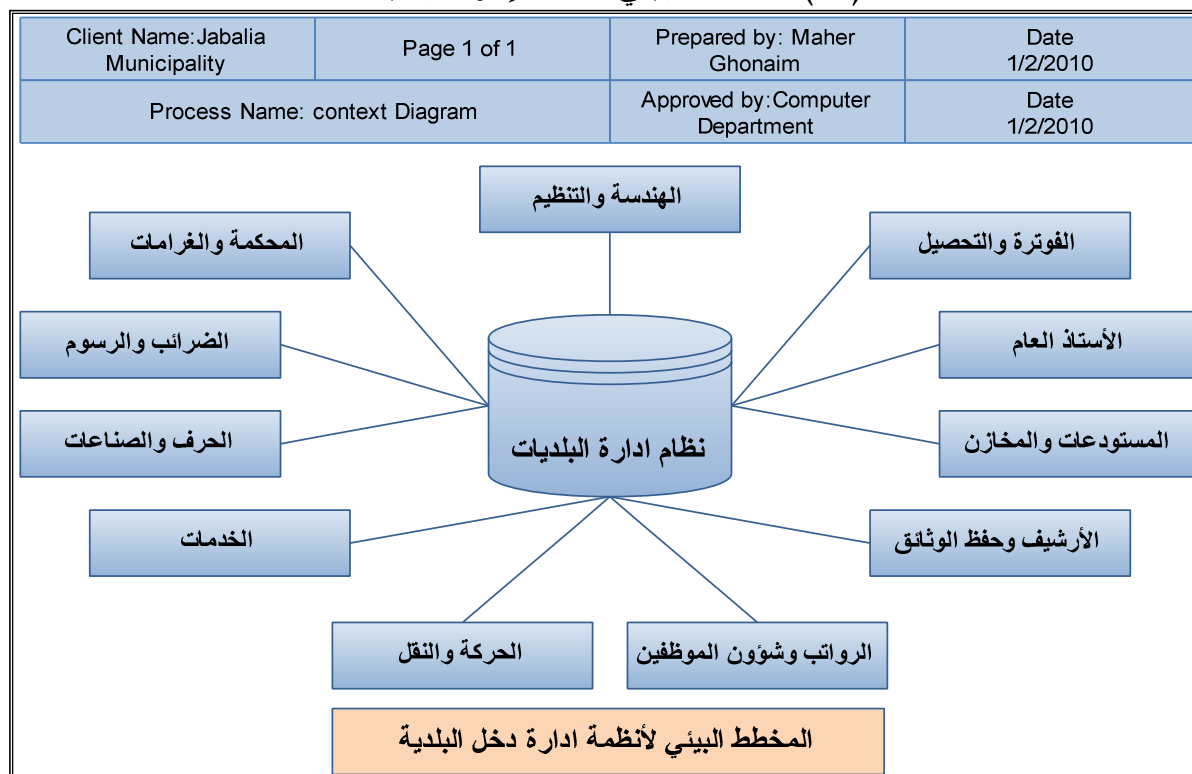 Client Name:Jabalia
Municipality
Page 1 of 1
Prepared by: Maher
Ghonaim
Date
1/2/2010
Process Name: context Diagram
Approved by:Computer
Department
Date
1/2/2010
الهندسة والتنظيم
المحكمة والغرامات
الفوترة والتحصيل
الضرائب والرسوم
الأستاذ العام
الحرف والصناعات
نظام ادارة البلديات
المستودعات والمخازن
الخدمات
الأرشيف وحفظ الوثائق
الحركة والنقل
الرواتب وشؤون الموظفين
المخطط البيئي لأنظمة ادارة دخل البلدية